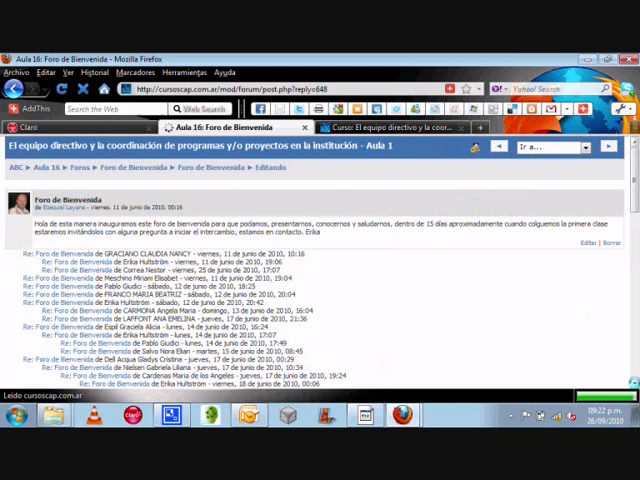 Aula 16: Foro de Bienvenida - Mozilla Firefox
Archivo Editar Ver Historial Marcadores Herramientas Ayuda
http://cursoscap.com.ar/mod/forum/post.php?reply=648
Yahoo! Search
AddThis Search the Web Web Search
Claro Aula 16: Foro de Bienvenida Curso: El equipo directivo y la coor...
El equipo directivo y la coordinación de programas y/o proyectos en la institución - Aula 1
Ir a...
ABC ► Aula 16 ► Foros ► Foro de Bienvenida ► Foro de Bienvenida ► Editando
Foro de Bienvenida
de Ezequiel Leyana - viernes, 11 de junio de 2010, 00:16
Hola de esta manera inauguramos este foro de bienvenida para que podamos, presentarnos, conocernos y saludarnos, dentro de 15 días aproximadamente cuando colguemos la primera clase
estaremos invitándolos con alguna pregunta a iniciar el intercambio, estamos en contacto. Erika
Editar | Borrar
Re: Foro de Bienvenida de GRACIANO CLAUDIA NANCY - viernes, 11 de junio de 2010, 10:16
Re: Foro de Bienvenida de Erika Hultström - viernes, 11 de junio de 2010, 19:06
Re: Foro de Bienvenida de Correa Nestor - viernes, 25 de junio de 2010, 17:07
Re: Foro de Bienvenida de Meschino Miriam Elisabet - viernes, 11 de junio de 2010, 19:04
Re: Foro de Bienvenida de Pablo Giudici - sábado, 12 de junio de 2010, 18:25
Re: Foro de Bienvenida de FRANCO MARIA BEATRIZ - sábado, 12 de junio de 2010, 20:04
Re: Foro de Bienvenida de Erika Hultström - sábado, 12 de junio de 2010, 20:42
Re: Foro de Bienvenida de CARMONA Angela Maria - domingo, 13 de junio de 2010, 16:04
Re: Foro de Bienvenida de LAFFONT ANA EMELINA - jueves, 17 de junio de 2010, 21:36
Re: Foro de Bienvenida de Espil Graciela Alicia - lunes, 14 de junio de 2010, 16:24
Re: Foro de Bienvenida de Erika Hultström - lunes, 14 de junio de 2010, 17:07
Re: Foro de Bienvenida de Pablo Giudici - lunes, 14 de junio de 2010, 17:49
Re: Foro de Bienvenida de Salvo Nora Elian - martes, 15 de junio de 2010, 08:45
Re: Foro de Bienvenida de Dell Acqua Gladys Cristina - jueves, 17 de junio de 2010, 00:29
Re: Foro de Bienvenida de Nielsen Gabriela Liliana - jueves, 17 de junio de 2010, 10:34
Re: Foro de Bienvenida de Cardenas Maria de los Angeles - jueves, 17 de junio de 2010, 19:24
Re: Foro de Bienvenida de Erika Hultström - viernes, 18 de junio de 2010, 00:06
Leído cursoscap.com.ar
09:22 p.m.
26/09/2010